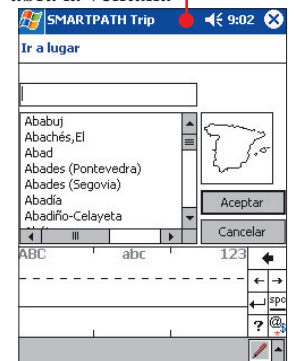 SMARTPATH Trip 9:02
Ir a lugar
Ababuj
Abachés,El
Abad
Abades (Pontevedra)
Abades (Segovia)
Abadía
Abadiño-Celayeta
Aceptar
Cancelar
ABC abc 123
spc
? @